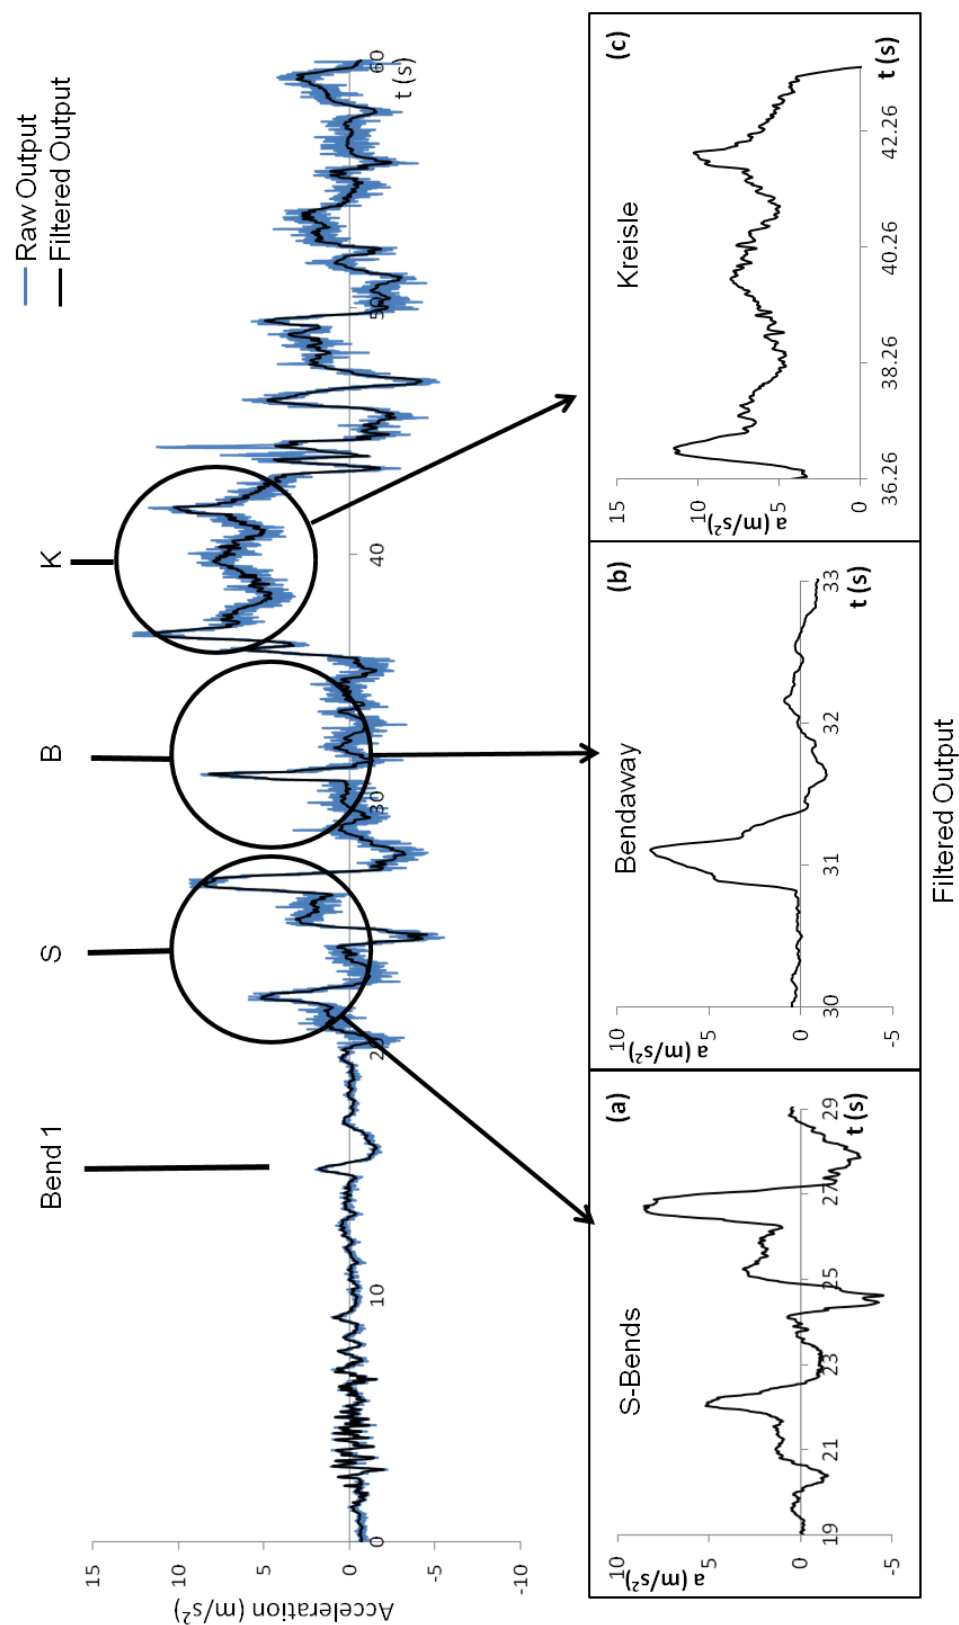 Raw Output
Filtered Output
Bend 1
S
B
K
15
10
5
0
-5
-10
Acceleration (m/s²)
0
10
20
30
40
50
60
t (s)
S-Bends
(a)
10
5
0
-5
a (m/s²)
19
21
23
25
27
29
t (s)
Bendaway
(b)
10
5
0
-5
a (m/s²)
30
31
32
33
t (s)
Kreisle
(c)
15
10
5
0
a (m/s²)
36.26
38.26
40.26
42.26
t (s)
Filtered Output